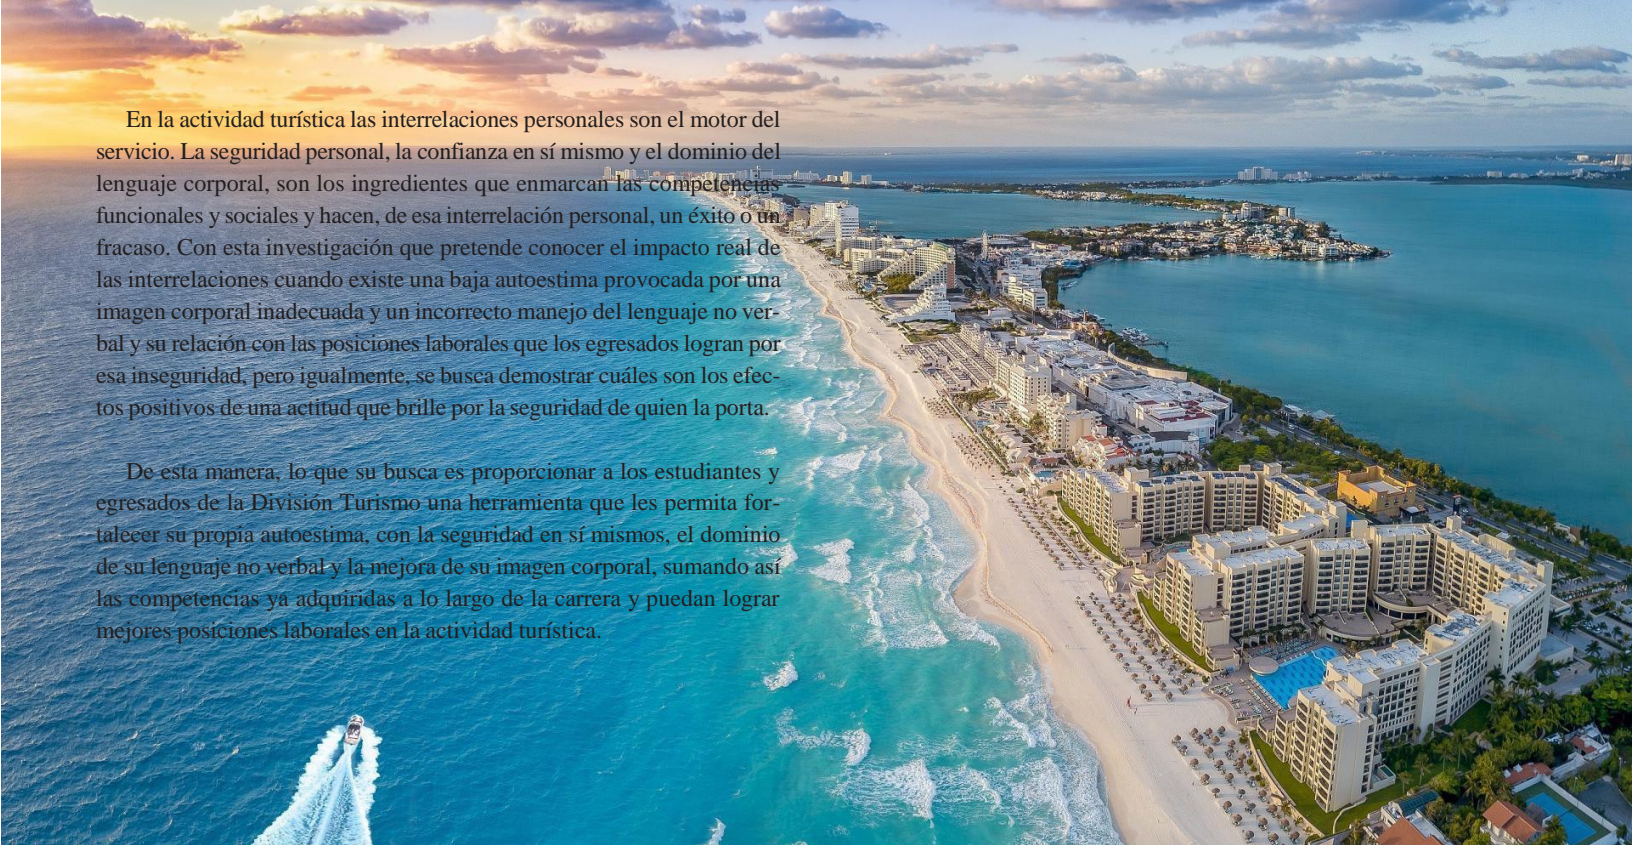 En la actividad turística las interrelaciones personales son el motor del
servicio. La seguridad personal, la confianza en sí mismo y el dominio del
lenguaje corporal, son los ingredientes que enmarcan las competencias
funcionales y sociales y hacen, de esa interrelación personal, un éxito o un
fracaso. Con esta investigación que pretende conocer el impacto real de
las interrelaciones cuando existe una baja autoestima provocada por una
imagen corporal inadecuada y un incorrecto manejo del lenguaje no ver-
bal y su relación con las posiciones laborales que los egresados logran por
esa inseguridad, pero igualmente, se busca demostrar cuáles son los efec-
tos positivos de una actitud que brille por la seguridad de quien la porta.
De esta manera, lo que su busca es proporcionar a los estudiantes y
egresados de la División Turismo una herramienta que les permita for-
talecer su propia autoestima, con la seguridad en sí mismos, el dominio
de su lenguaje no verbal y la mejora de su imagen corporal, sumando así
las competencias ya adquiridas a lo largo de la carrera y puedan lograr
mejores posiciones laborales en la actividad turística.